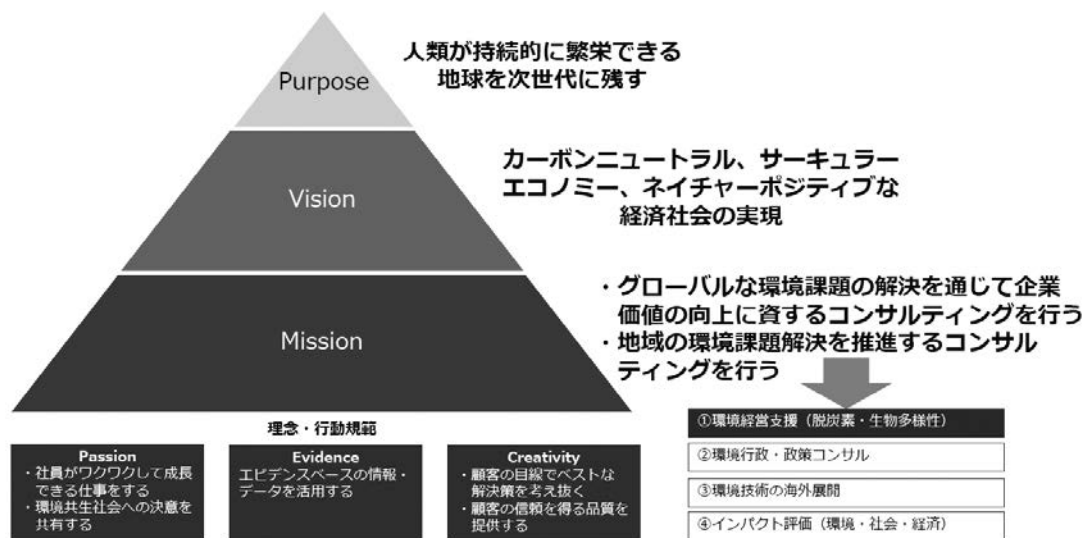 Purpose
人類が持続的に繁栄できる
地球を次世代に残す
Vision
カーボンニュートラル、サーキュラー
エコノミー、ネイチャーポジティブな
経済社会の実現
Mission
・グローバルな環境課題の解決を通じて企業
価値の向上に資するコンサルティングを行う
・地域の環境課題解決を推進するコンサル
ティングを行う
理念・行動規範
Passion
・社員がワクワクして成長
できる仕事をする
・環境共生社会への決意を
共有する
Evidence
エビデンスベースの情報・
データを活用する
Creativity
・顧客の目線でベストな
解決策を考え抜く
・顧客の信頼を得る品質を
提供する
①環境経営支援（脱炭素・生物多様性）
②環境行政・政策コンサル
③環境技術の海外展開
④インパクト評価（環境・社会・経済）